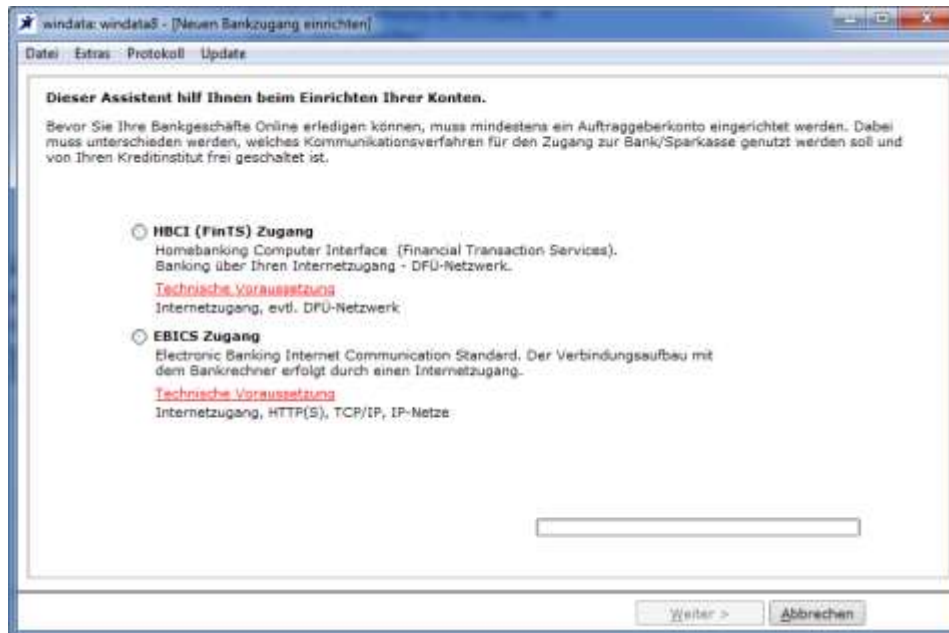 windata: windata8 - [Neuen Bankzugang einrichten]
Datei Extras Protokoll Update
Dieser Assistent hilf Ihnen beim Einrichten Ihrer Konten.
Bevor Sie Ihre Bankgeschäfte Online erledigen können, muss mindestens ein Auftraggeberkonto eingerichtet werden. Dabei
muss unterschieden werden, welches Kommunikationsverfahren für den Zugang zur Bank/Sparkasse genutzt werden soll und
von Ihren Kreditinstitut frei geschaltet ist.
HBCI (FinTS) Zugang
Homebanking Computer Interface (Financial Transaction Services).
Banking über Ihren Internetzugang - DFÜ-Netzwerk.
Technische Voraussetzung
Internetzugang, evtl. DFÜ-Netzwerk
EBICS Zugang
Electronic Banking Internet Communication Standard. Der Verbindungsaufbau mit
dem Bankrechner erfolgt durch einen Internetzugang.
Technische Voraussetzung
Internetzugang, HTTP(S), TCP/IP, IP-Netze
Weiter > Abbrechen